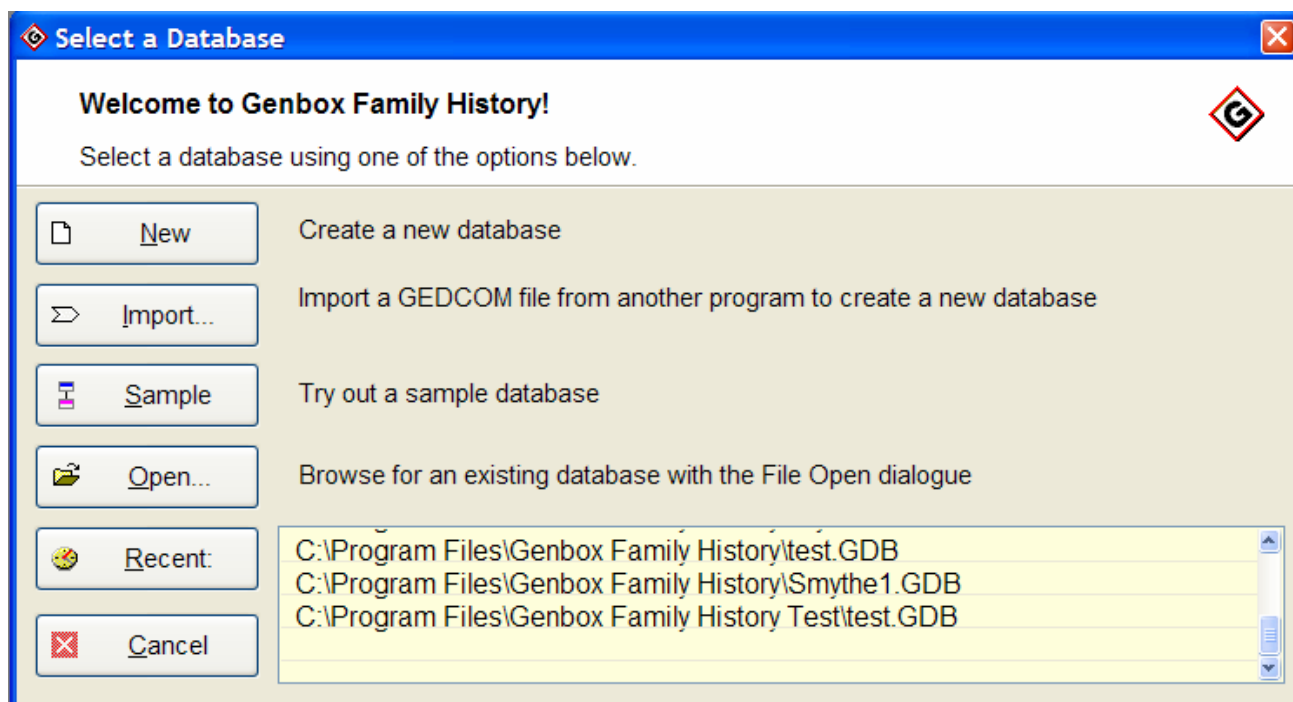 Select a Database
Welcome to Genbox Family History!
Select a database using one of the options below.
New Create a new database
Import... Import a GEDCOM file from another program to create a new database
Sample Try out a sample database
Open... Browse for an existing database with the File Open dialogue
Recent:
C:\Program Files\Genbox Family History\test.GDB
C:\Program Files\Genbox Family History\Smythe1.GDB
C:\Program Files\Genbox Family History Test\test.GDB
Cancel